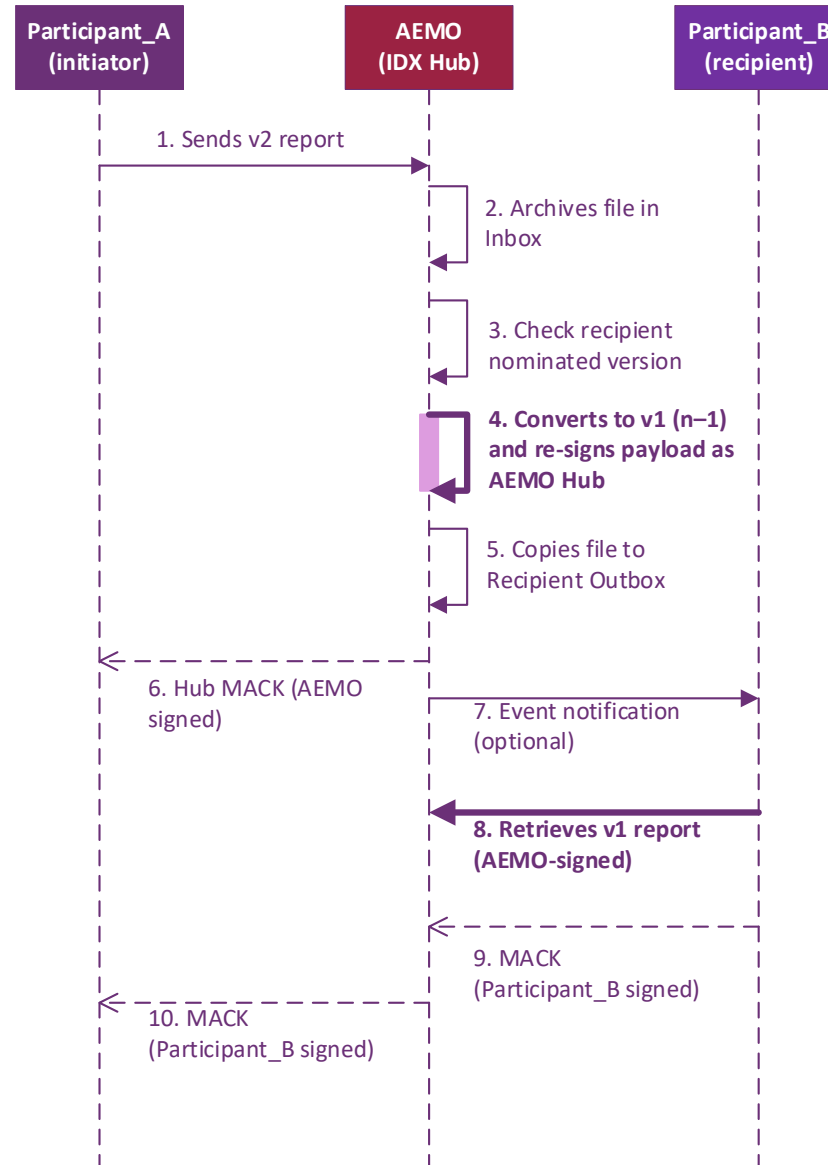 Participant_A
(initiator)
AEMO
(IDX Hub)
Participant_B
(recipient)
1. Sends v2 report
2. Archives file in
Inbox
3. Check recipient
nominated version
4. Converts to v1 (n–1)
and re-signs payload as
AEMO Hub
5. Copies file to
Recipient Outbox
6. Hub MACK (AEMO
signed)
7. Event notification
(optional)
8. Retrieves v1 report
(AEMO-signed)
9. MACK
(Participant_B signed)
10. MACK
(Participant_B signed)